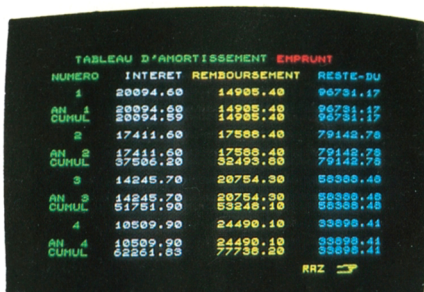 TABLEAU D'AMORTISSEMENT EMPRUNT
NUMERO INTERET REMBOURSEMENT RESTE-DU
1 20094.60 14905.40 96731.17
AN 1 20094.60 14905.40 96731.17
CUMUL 20094.59 14905.40 96731.17
2 17411.60 17588.40 79142.78
AN 2 17411.60 17588.40 79142.78
CUMUL 37506.20 32493.80 79142.78
3 14245.70 20754.30 58388.48
AN 3 14245.70 20754.30 58388.48
CUMUL 51751.90 53248.10 58388.48
4 10509.90 24490.10 33898.41
AN 4 10509.90 24490.10 33898.41
CUMUL 62261.83 77738.20 33898.41
RAZ